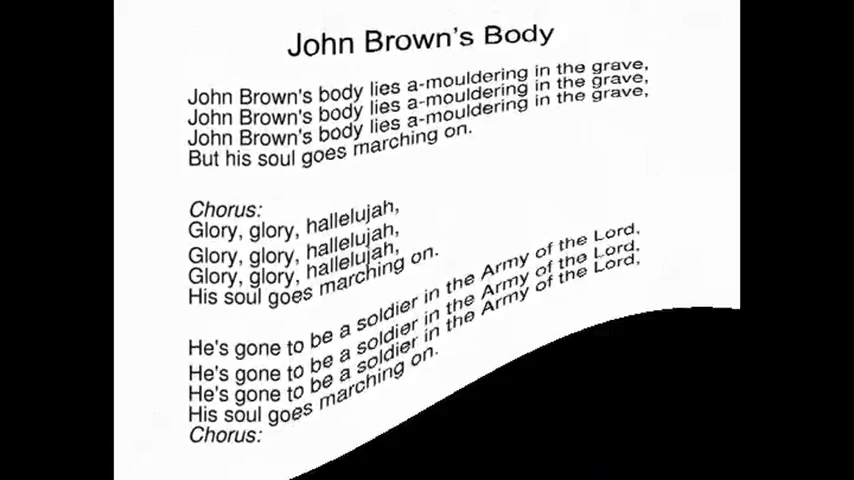 John Brown's Body
John Brown's body lies a-mouldering in the grave,
John Brown's body lies a-mouldering in the grave,
John Brown's body lies a-mouldering in the grave,
But his soul goes marching on.
Chorus:
Glory, glory, hallelujah,
Glory, glory, hallelujah,
Glory, glory, hallelujah,
His soul goes marching on.
He's gone to be a soldier in the Army of the Lord,
He's gone to be a soldier in the Army of the Lord,
He's gone to be a soldier in the Army of the Lord,
His soul goes marching on.
Chorus: